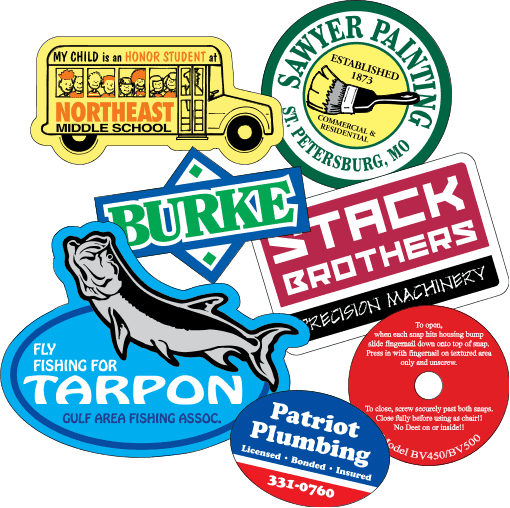 MY CHILD is an HONOR STUDENT at
NORTHEAST
MIDDLE SCHOOL
SAWYER PAINTING
ESTABLISHED
1873
COMMERCIAL &
RESIDENTIAL
ST. PETERSBURG, MO
BURKE
STACK
BROTHERS
PRECISION MACHINERY
FLY
FISHING FOR
TARPON
GULF AREA FISHING ASSOC.
To open,
when each snap hits housing bump
slide fingernail down onto top of snap.
Press in with fingernail on textured area
only and unscrew.
To close, screw securely past both snaps.
Close fully before using as chair!!
No Deet on or inside!!
Model BV450/BV500
Patriot
Plumbing
Licensed • Bonded • Insured
331-0760